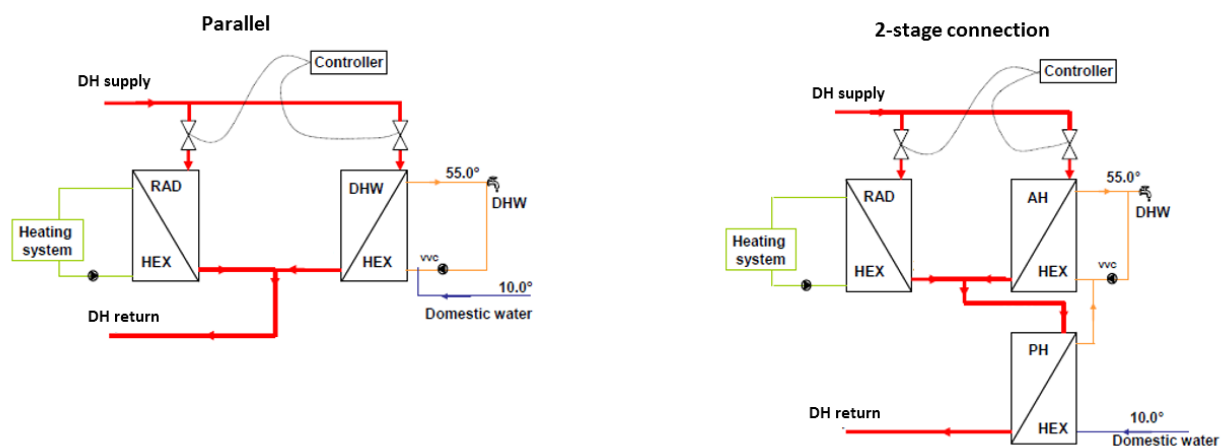 Parallel
Controller
DH supply
RAD
HEX
DHW
HEX
55.0°
DHW
Heating
system
vvc
10.0°
Domestic water
DH return
2-stage connection
Controller
DH supply
RAD
HEX
AH
HEX
55.0°
DHW
Heating
system
vvc
PH
HEX
10.0°
Domestic water
DH return